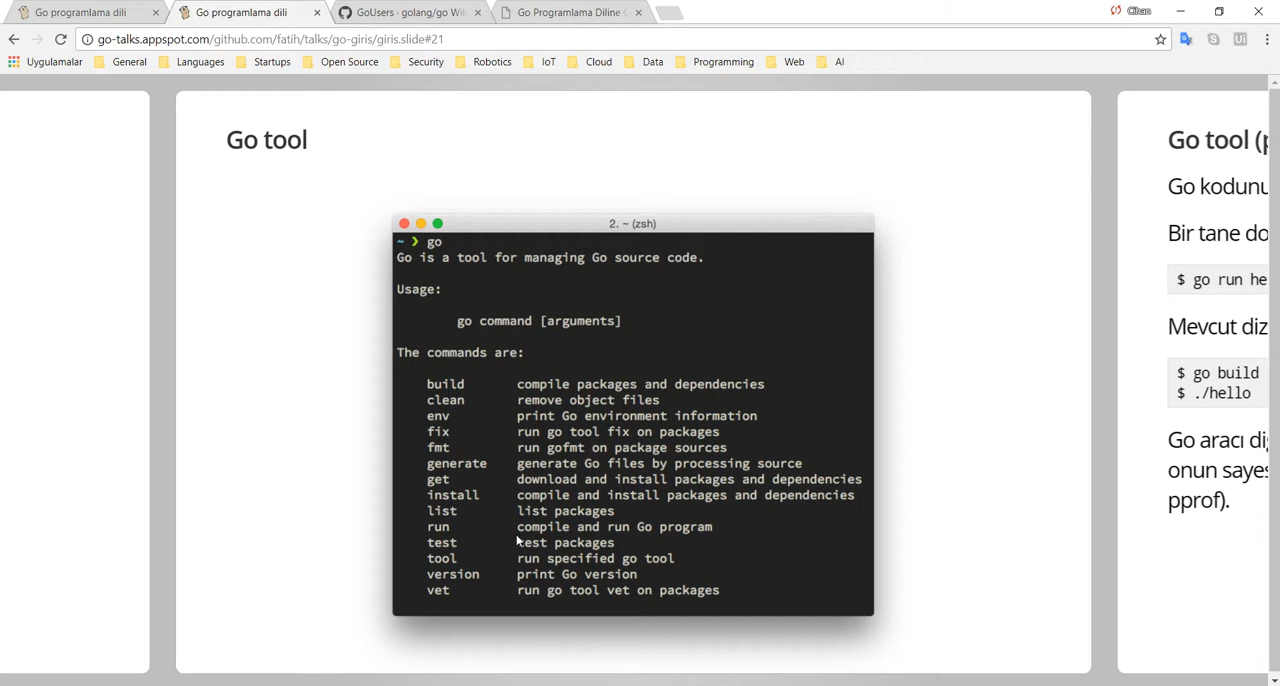 Go programlama dili
Go programlama dili
GoUsers · golang/go Wik
Go Programlama Diline C
Cihan
go-talks.appspot.com/github.com/fatih/talks/go-giris/giris.slide#21
Uygulamalar
General
Languages
Startups
Open Source
Security
Robotics
IoT
Cloud
Data
Programming
Web
AI
Go tool
2. ~ (zsh)
~ ❯ go
Go is a tool for managing Go source code.
Usage:
go command [arguments]
The commands are:
build compile packages and dependencies
clean remove object files
env print Go environment information
fix run go tool fix on packages
fmt run gofmt on package sources
generate generate Go files by processing source
get download and install packages and dependencies
install compile and install packages and dependencies
list list packages
run compile and run Go program
test test packages
tool run specified go tool
version print Go version
vet run go tool vet on packages
Go tool (p
Go kodunu
Bir tane do
$ go run he
Mevcut diz
$ go build
$ ./hello
Go aracı di
onun sayes
pprof).